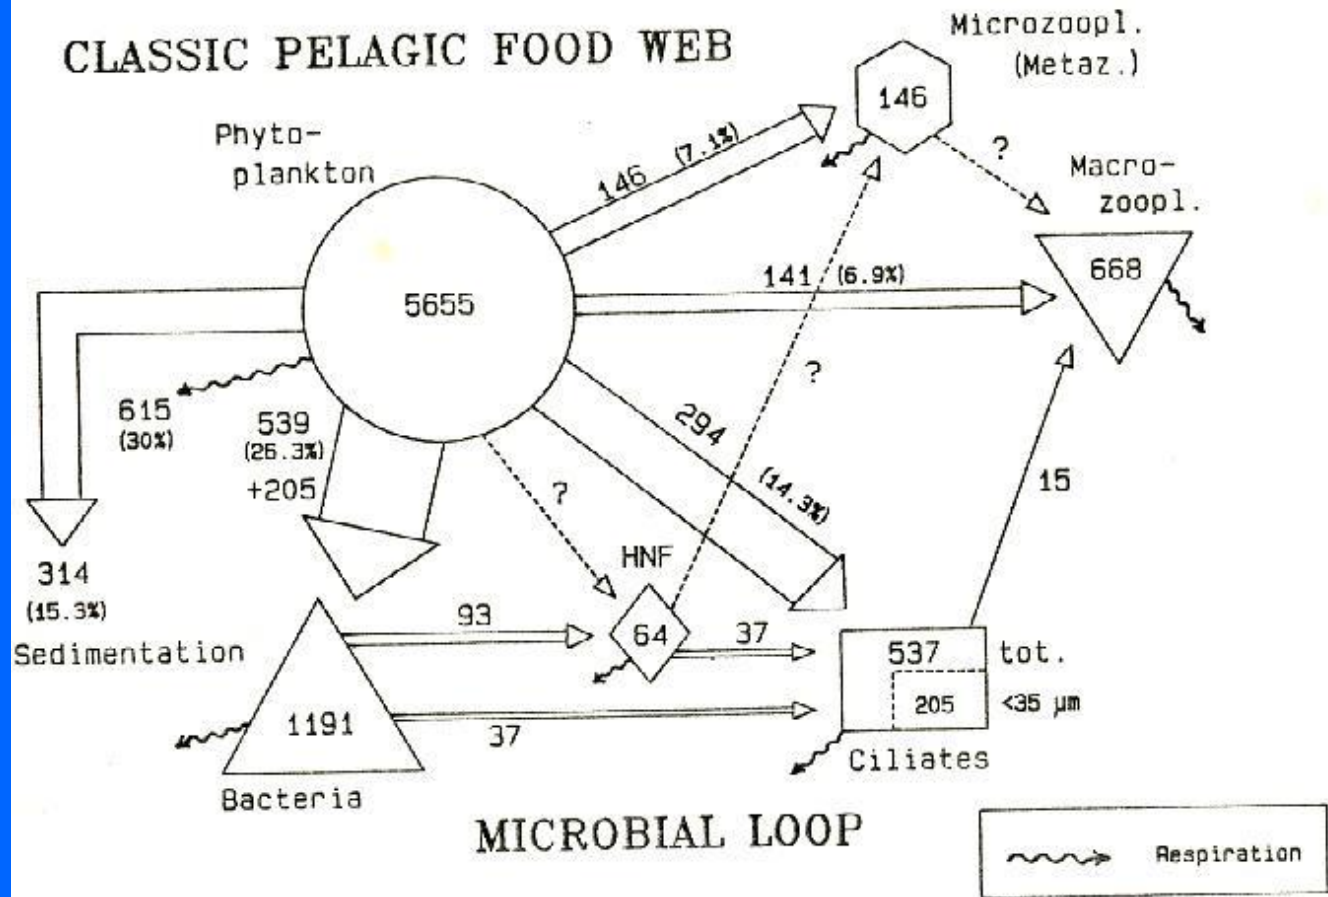 CLASSIC PELAGIC FOOD WEB
Microzoopl.
(Metaz.)
146
Phyto-
plankton
146 (7.1%)
?
Macro-
zoopl.
668
141 (6.9%)
5655
?
615
(30%)
539
(26.3%)
+205
294
(14.3%)
15
?
314
(15.3%)
Sedimentation
HNF
93
64
37
537 tot.
205 <35 µm
1191
37
Ciliates
Bacteria
MICROBIAL LOOP
Respiration